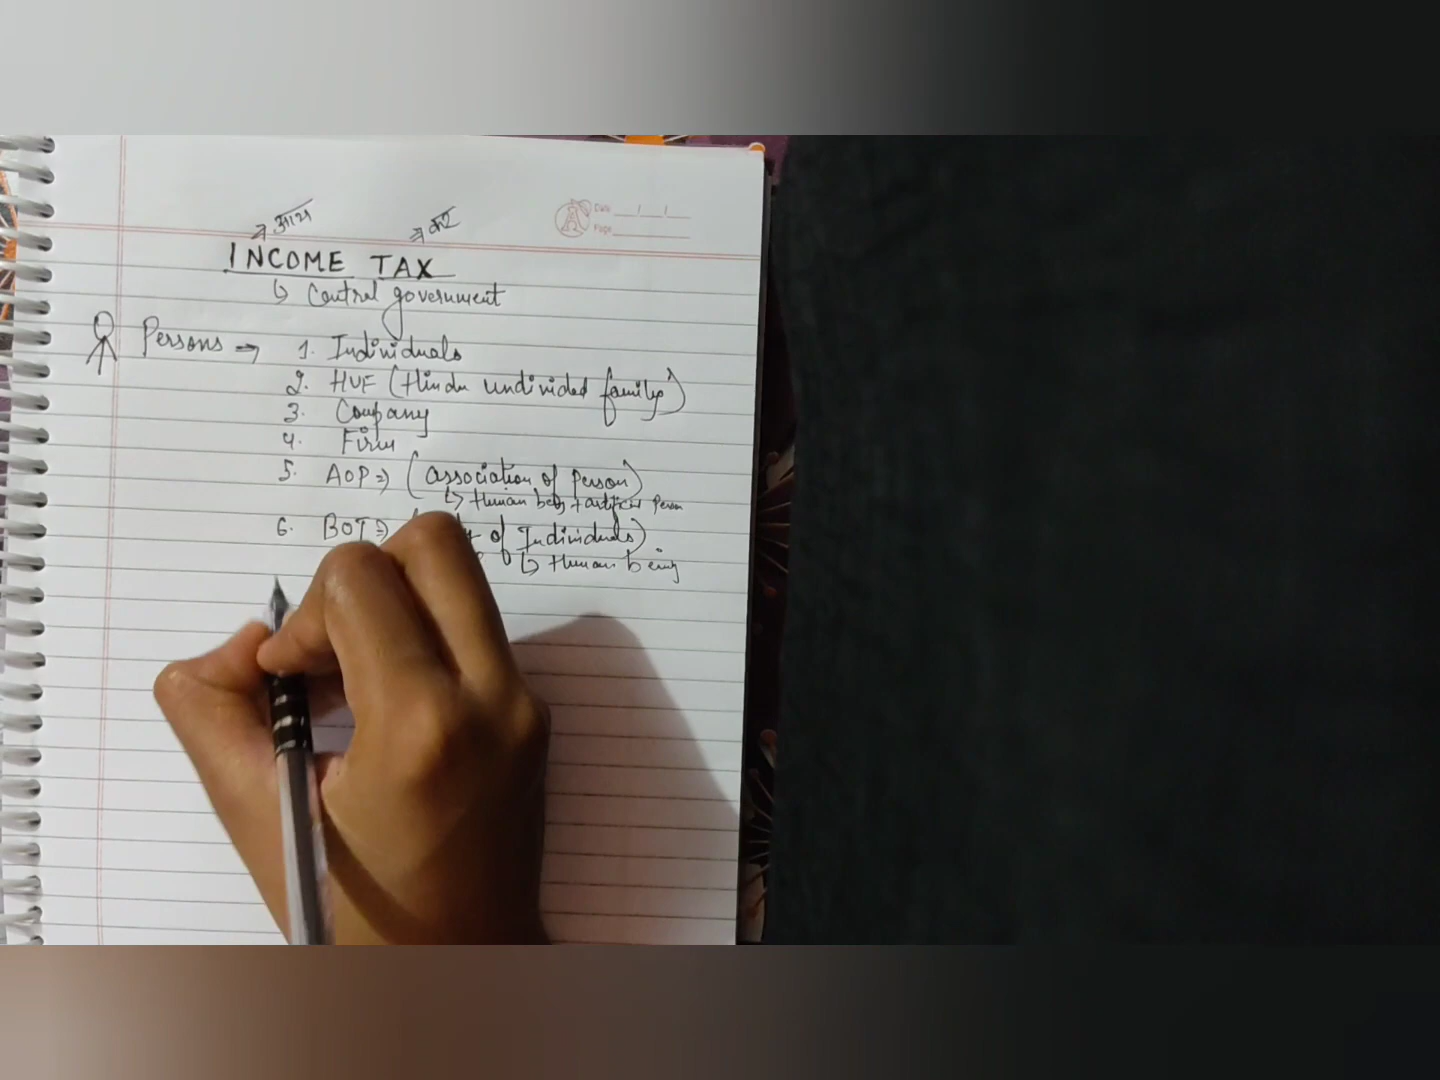 → आय → कर
Date
Page
INCOME TAX
↳ Central government
Persons → 1. Individuals
2. HUF (Hindu undivided family)
3. Company
4. Firm
5. AOP ⇒ (association of Person)
↳ Human being + artificial Person
6. BOI ⇒ of Individuals)
↳ Human being